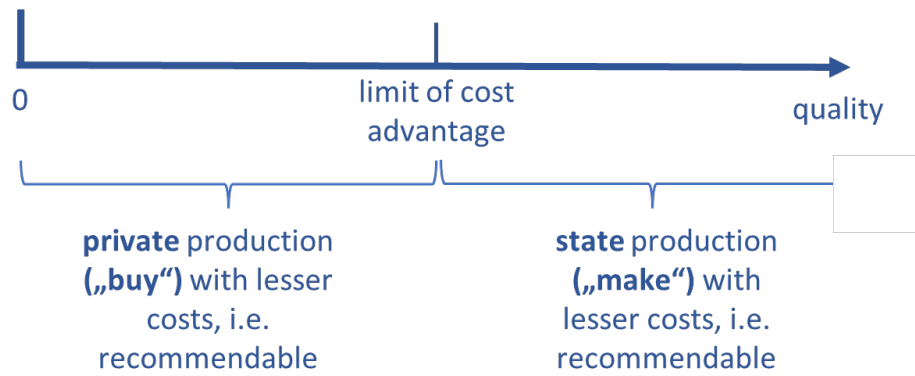 0
limit of cost
advantage
quality
private production
(„buy“) with lesser
costs, i.e.
recommendable
state production
(„make“) with
lesser costs, i.e.
recommendable